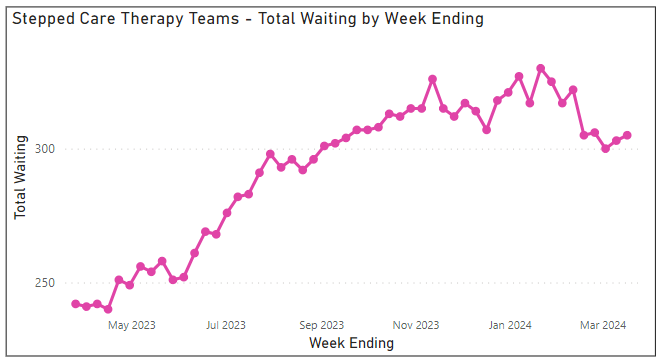 Stepped Care Therapy Teams - Total Waiting by Week Ending
Total Waiting
300
250
May 2023
Jul 2023
Sep 2023
Nov 2023
Jan 2024
Mar 2024
Week Ending